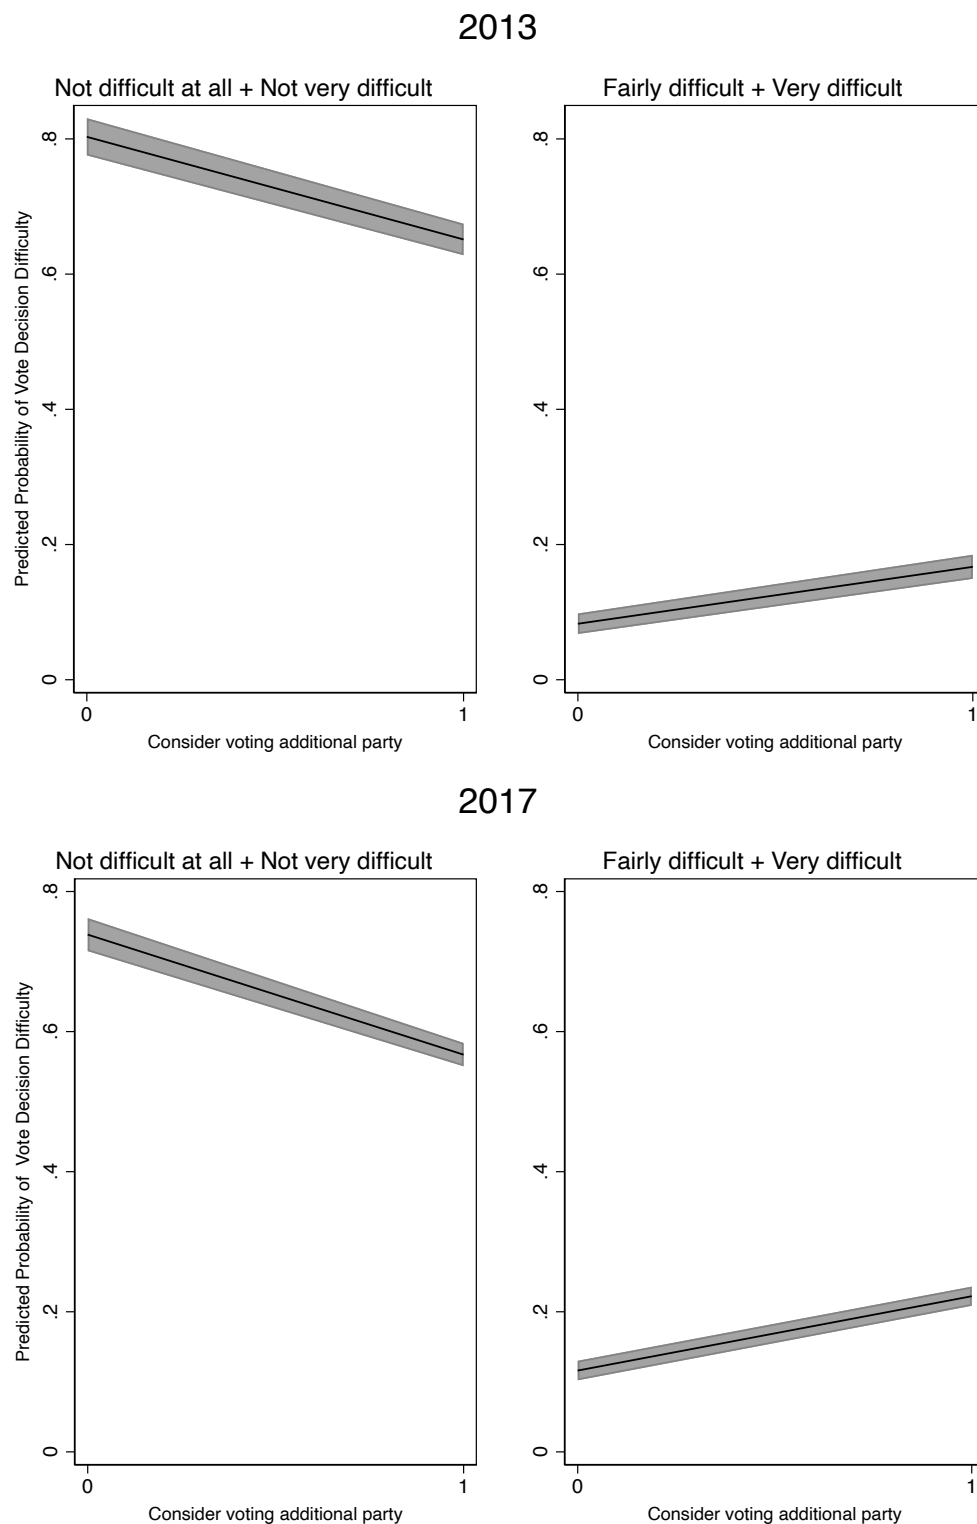 2013
Not difficult at all + Not very difficult
Predicted Probability of Vote Decision Difficulty
.8
.6
.4
.2
0
0 1
Consider voting additional party
Fairly difficult + Very difficult
.8
.6
.4
.2
0
0 1
Consider voting additional party
2017
Not difficult at all + Not very difficult
Predicted Probability of  Vote Decision Difficulty
.8
.6
.4
.2
0
0 1
Consider voting additional party
Fairly difficult + Very difficult
.8
.6
.4
.2
0
0 1
Consider voting additional party